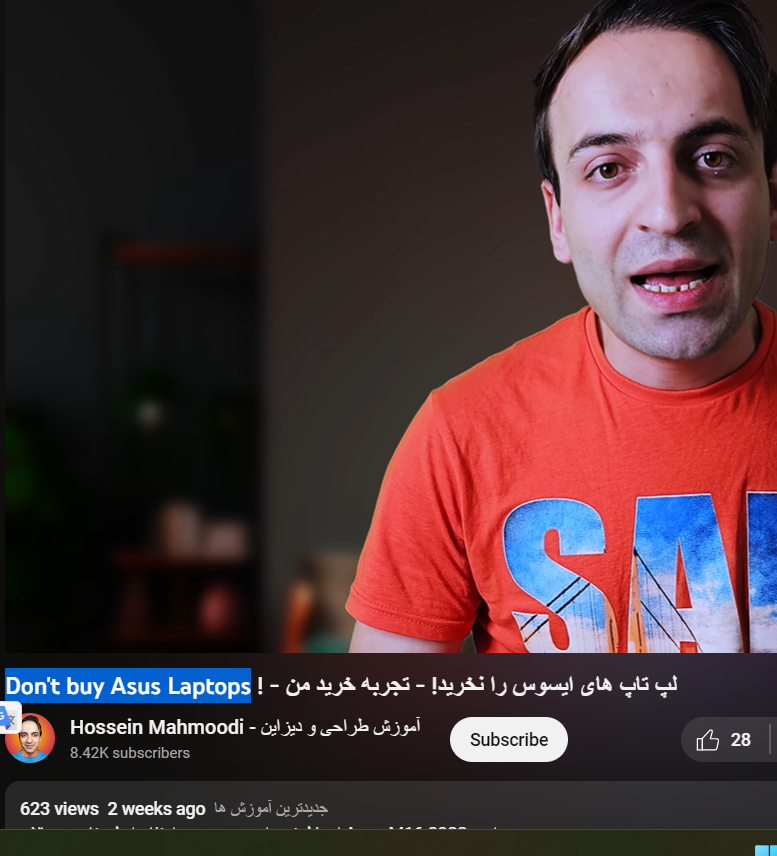 SAN
Don't buy Asus Laptops ! - لپ تاپ های ایسوس را نخرید! - تجربه خرید من
Hossein Mahmoodi - آموزش طراحی و دیزاین
Subscribe
28
8.42K subscribers
623 views 2 weeks ago جدیدترین آموزش ها